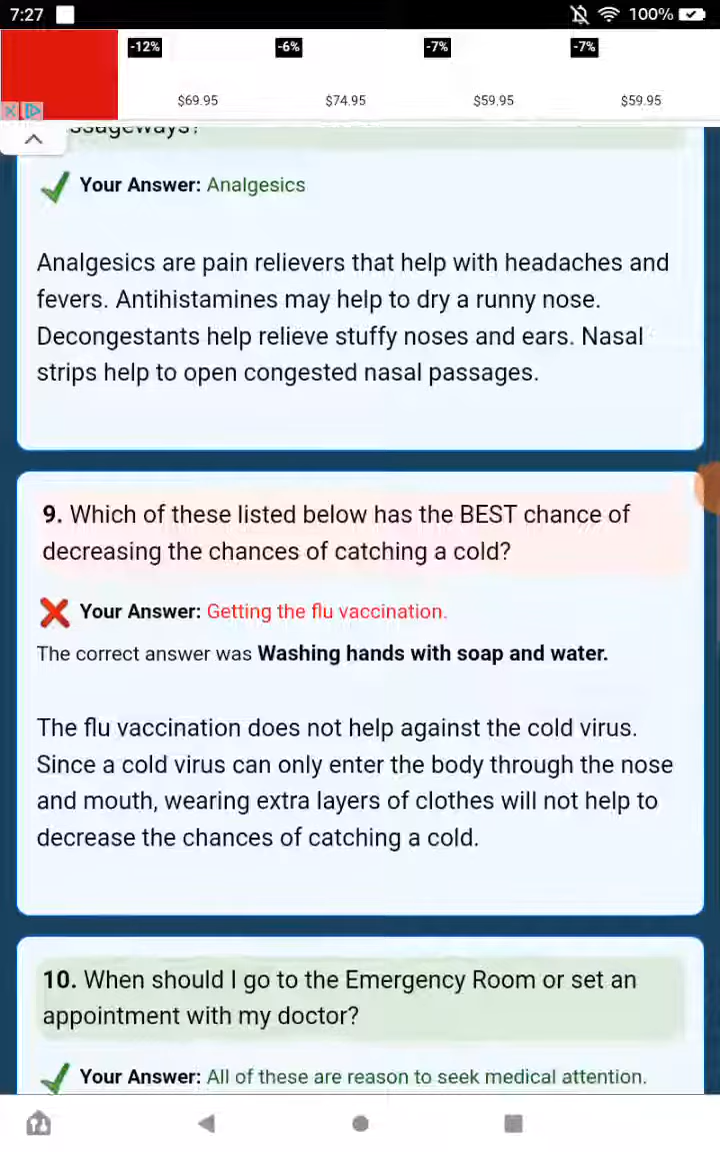 7:27
100%
-12%
-6%
-7%
-7%
$69.95
$74.95
$59.95
$59.95
Your Answer: Analgesics
Analgesics are pain relievers that help with headaches and
fevers. Antihistamines may help to dry a runny nose.
Decongestants help relieve stuffy noses and ears. Nasal
strips help to open congested nasal passages.
9. Which of these listed below has the BEST chance of
decreasing the chances of catching a cold?
Your Answer: Getting the flu vaccination.
The correct answer was Washing hands with soap and water.
The flu vaccination does not help against the cold virus.
Since a cold virus can only enter the body through the nose
and mouth, wearing extra layers of clothes will not help to
decrease the chances of catching a cold.
10. When should I go to the Emergency Room or set an
appointment with my doctor?
Your Answer: All of these are reason to seek medical attention.